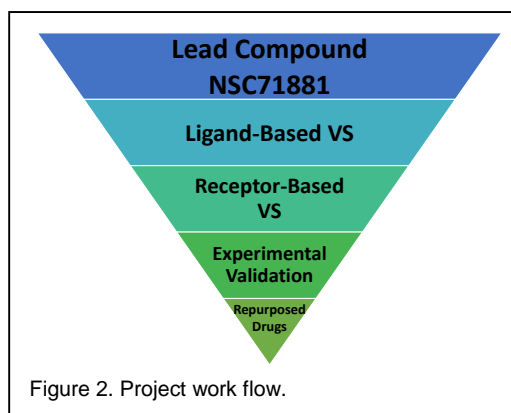 Lead Compound
NSC71881
Ligand-Based VS
Receptor-Based
VS
Experimental
Validation
Repurposed
Drugs
Figure 2. Project work flow.